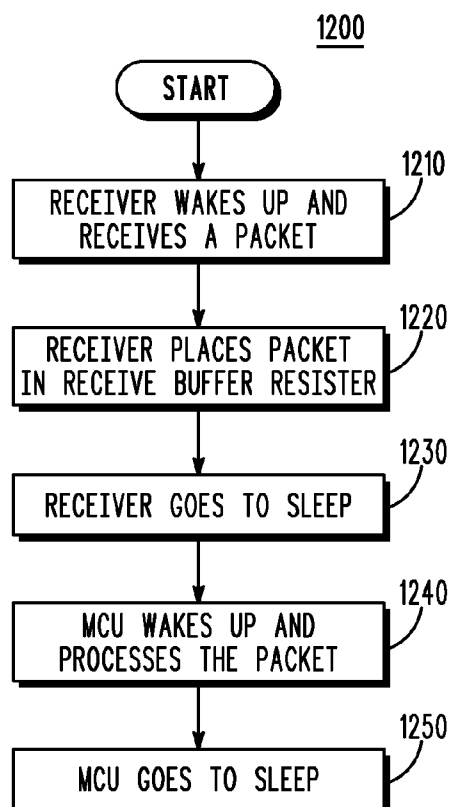 1200
START
1210
RECEIVER WAKES UP AND
RECEIVES A PACKET
1220
RECEIVER PLACES PACKET
IN RECEIVE BUFFER RESISTER
1230
RECEIVER GOES TO SLEEP
1240
MCU WAKES UP AND
PROCESSES THE PACKET
1250
MCU GOES TO SLEEP